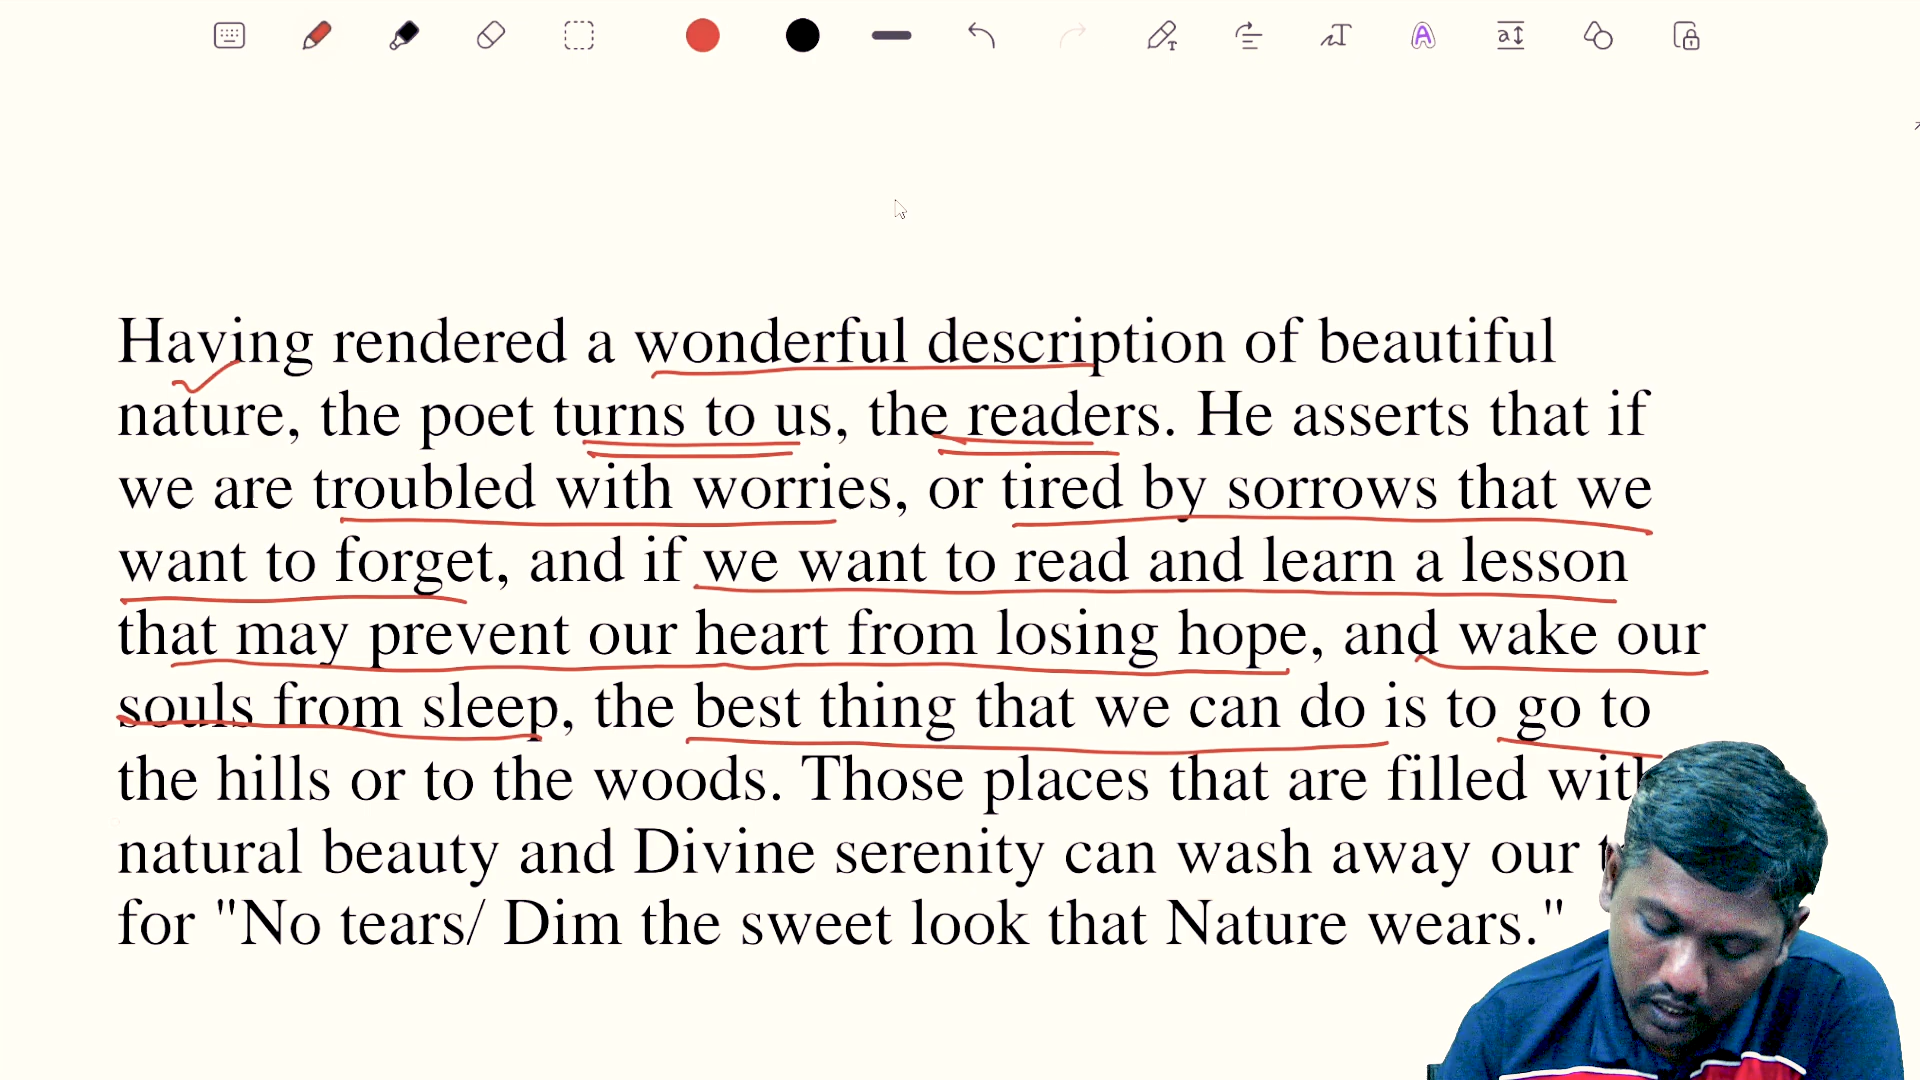 Having rendered a wonderful description of beautiful
nature, the poet turns to us, the readers. He asserts that if
we are troubled with worries, or tired by sorrows that we
want to forget, and if we want to read and learn a lesson
that may prevent our heart from losing hope, and wake our
souls from sleep, the best thing that we can do is to go to
the hills or to the woods. Those places that are filled with
natural beauty and Divine serenity can wash away our
for "No tears/ Dim the sweet look that Nature wears."